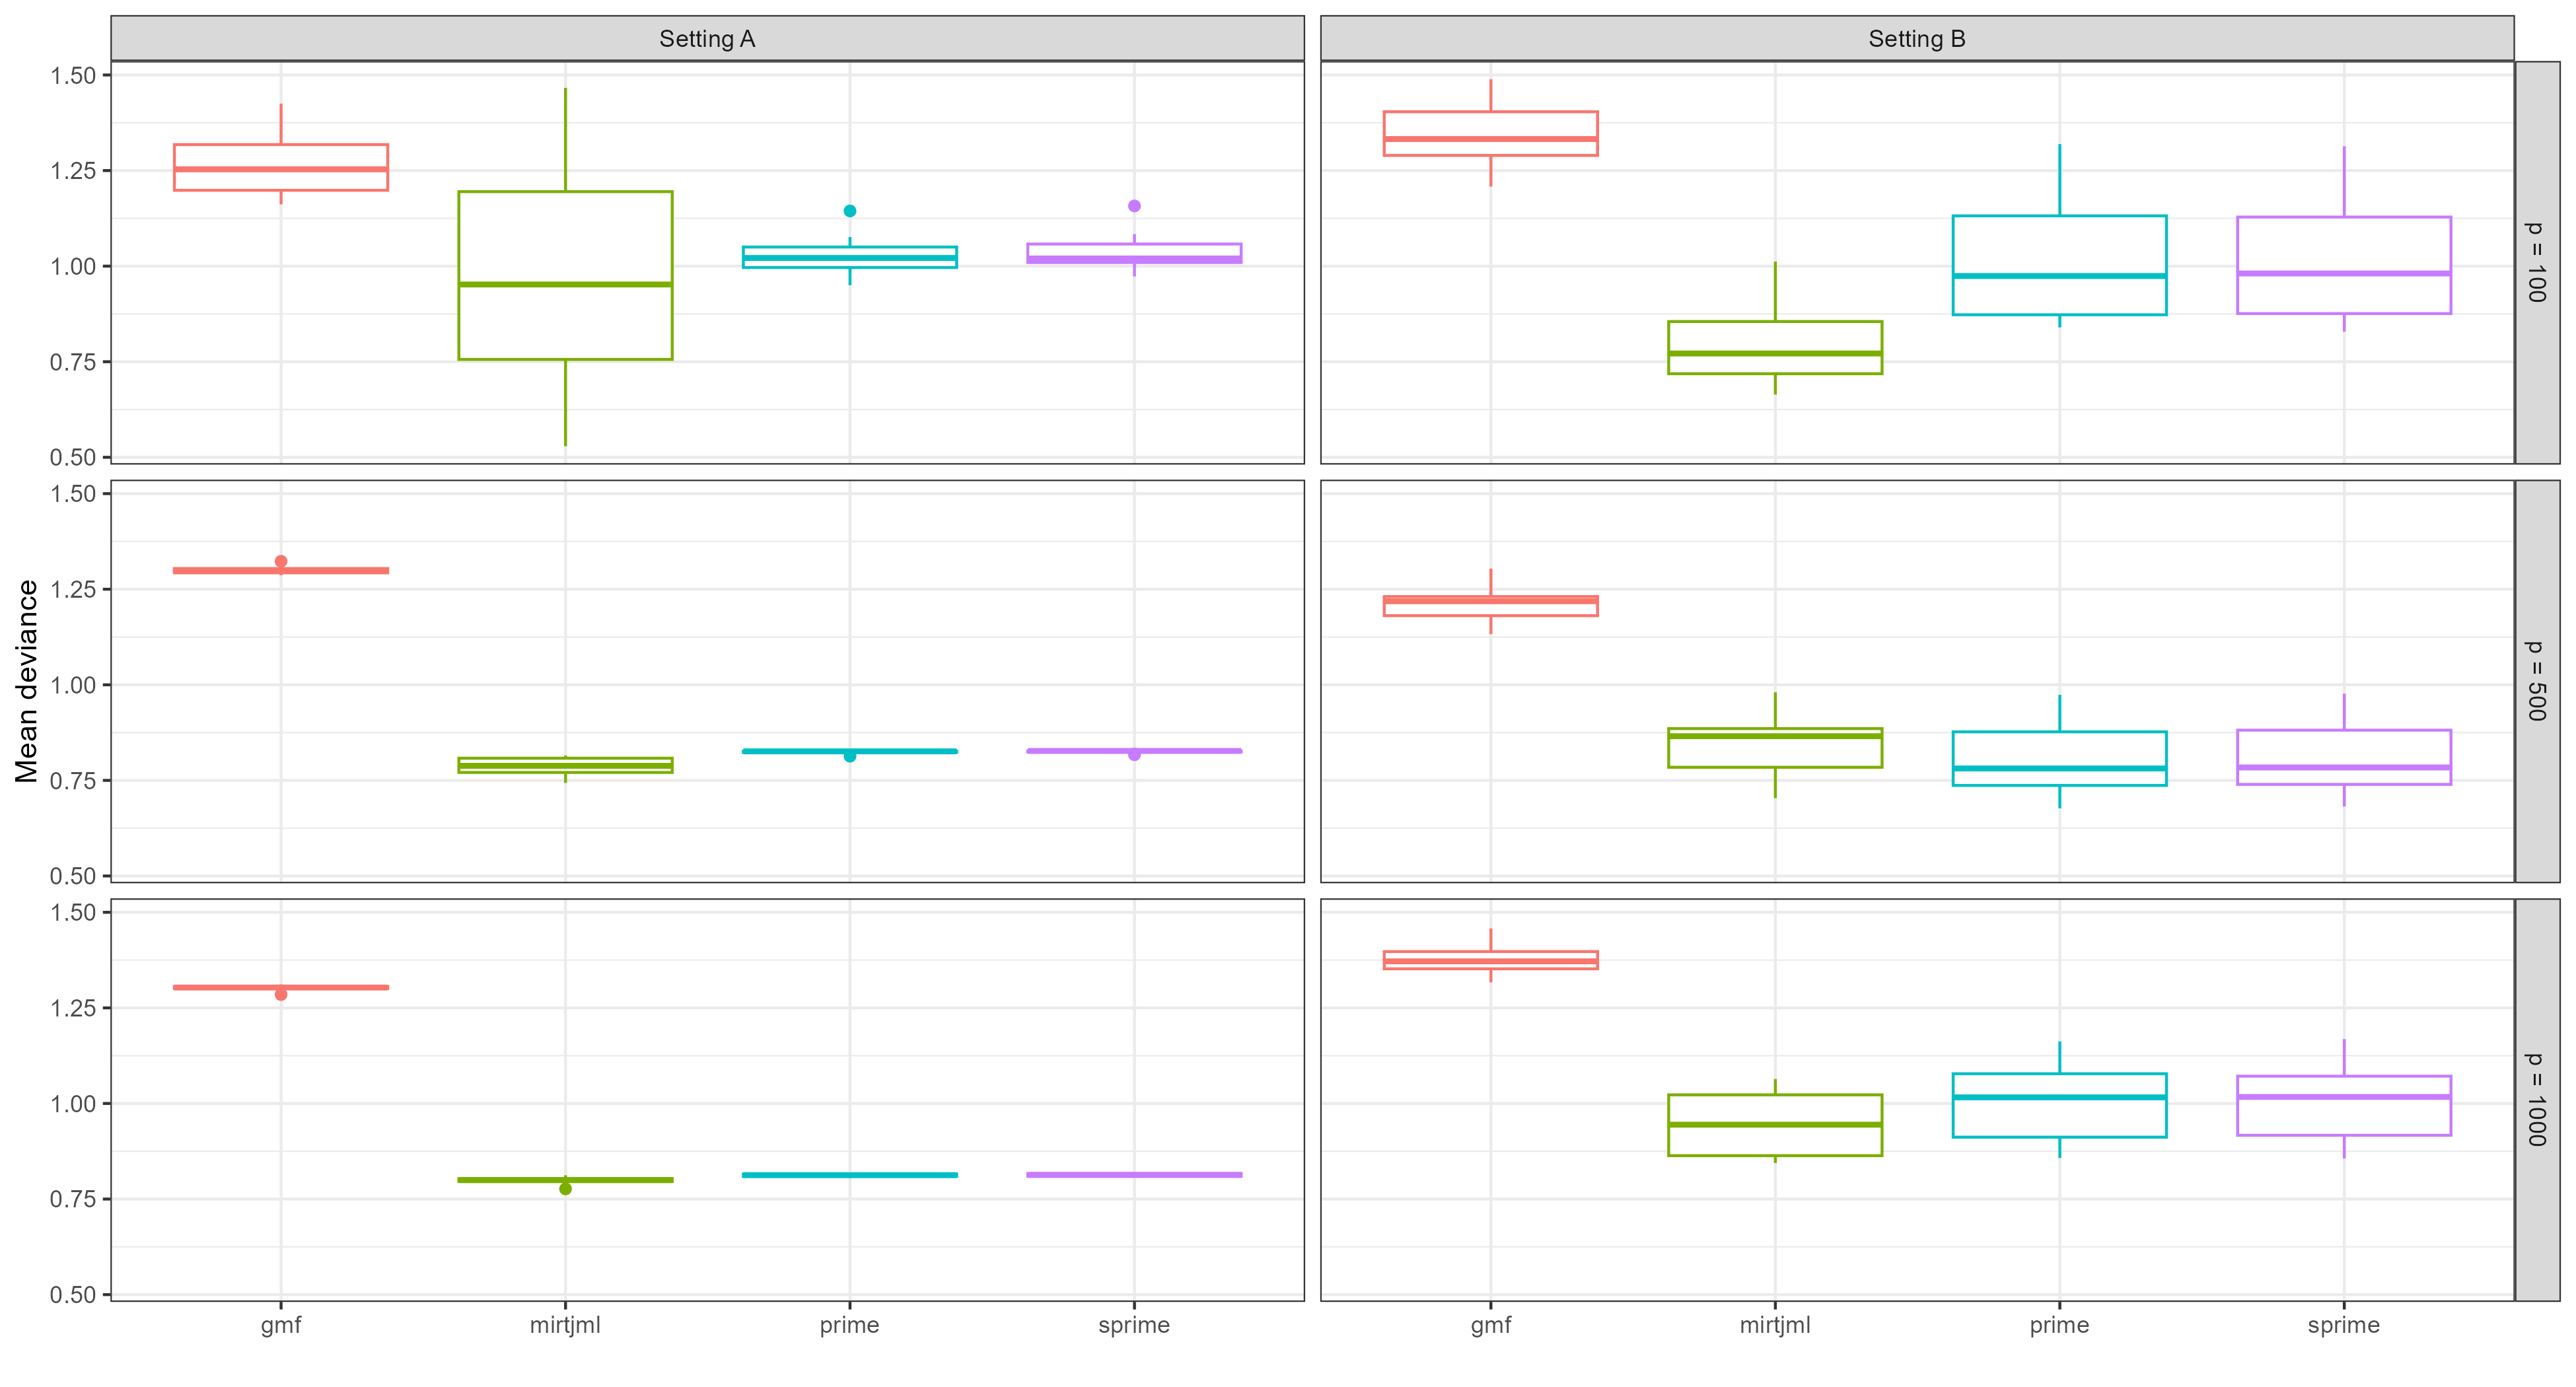 Setting A
Setting B
Mean deviance
1.50
1.25
1.00
0.75
0.50
p = 100
1.50
1.25
1.00
0.75
0.50
p = 500
1.50
1.25
1.00
0.75
0.50
p = 1000
gmf
mirtjml
prime
sprime
gmf
mirtjml
prime
sprime